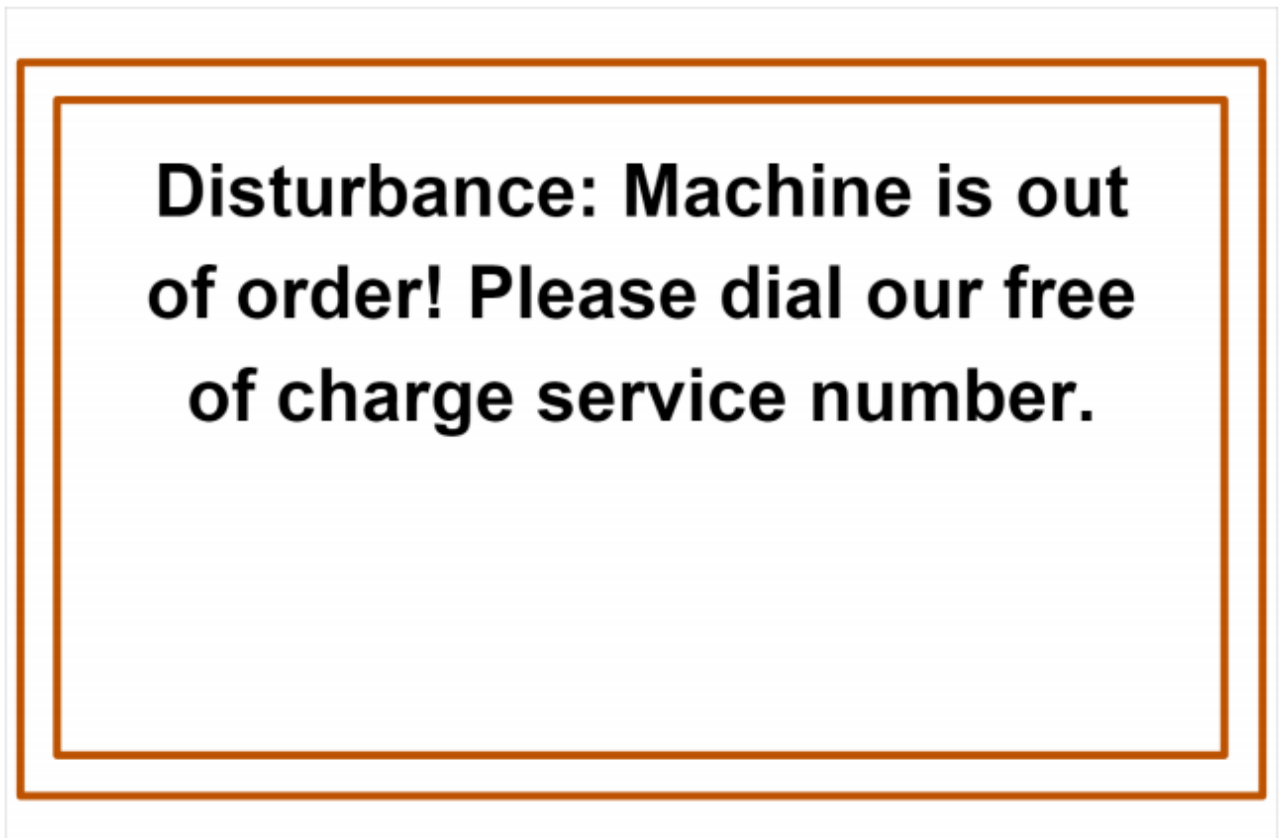 Disturbance: Machine is out
of order! Please dial our free
of charge service number.